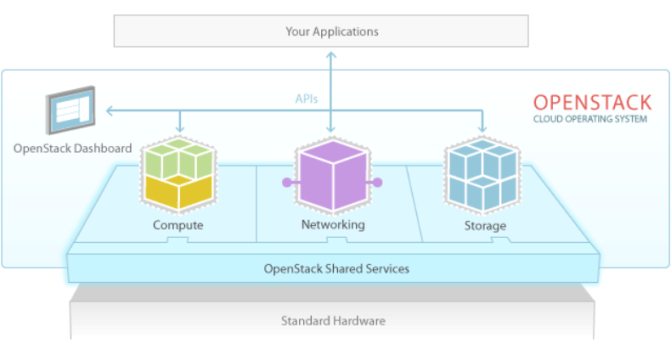 Your Applications
APIs
OPENSTACK
CLOUD OPERATING SYSTEM
OpenStack Dashboard
Compute
Networking
Storage
OpenStack Shared Services
Standard Hardware